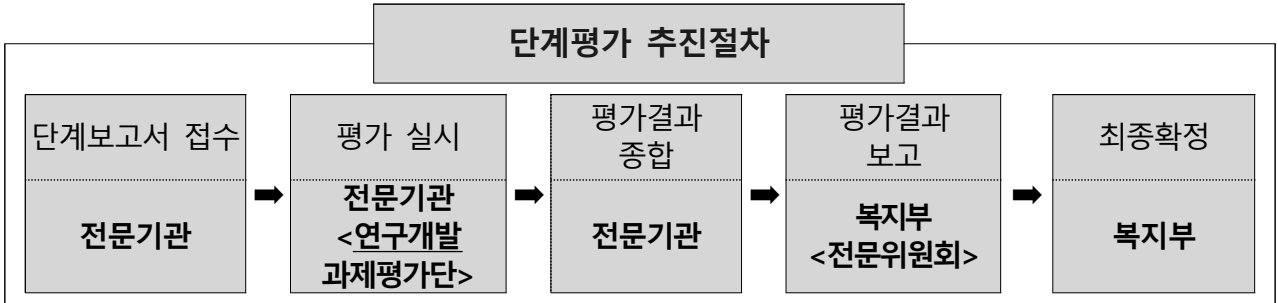 단계평가 추진절차
단계보고서 접수
전문기관
평가 실시
전문기관
<연구개발
과제평가단>
평가결과
종합
전문기관
평가결과
보고
복지부
<전문위원회>
최종확정
복지부